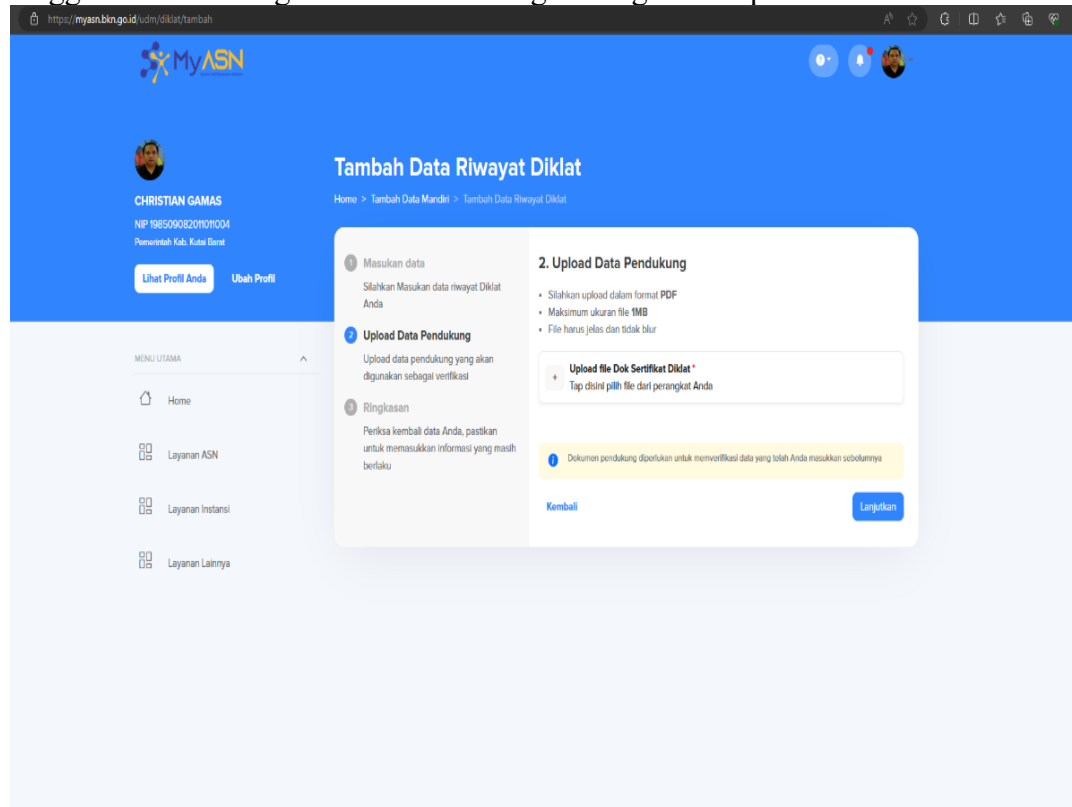 https://myasn.bkn.go.id/udm/diklat/tambah
MyASN
CHRISTIAN GAMAS
NIP 198509082011011004
Pemerintah Kab. Kutai Barat
Lihat Profil Anda
Ubah Profil
MENU UTAMA
Home
Layanan ASN
Layanan Instansi
Layanan Lainnya
Tambah Data Riwayat Diklat
Home > Tambah Data Mandiri > Tambah Data Riwayat Diklat
1 Masukan data
Silahkan Masukan data riwayat Diklat
Anda
2 Upload Data Pendukung
Upload data pendukung yang akan
digunakan sebagai verifikasi
3 Ringkasan
Periksa kembali data Anda, pastikan
untuk memasukkan informasi yang masih
berlaku
2. Upload Data Pendukung
• Silahkan upload dalam format PDF
• Maksimum ukuran file 1MB
• File harus jelas dan tidak blur
+ Upload file Dok Sertifikat Diklat *
Tap disini pilih file dari perangkat Anda
Dokumen pendukung diperlukan untuk memverifikasi data yang telah Anda masukkan sebelumnya
Kembali
Lanjutkan